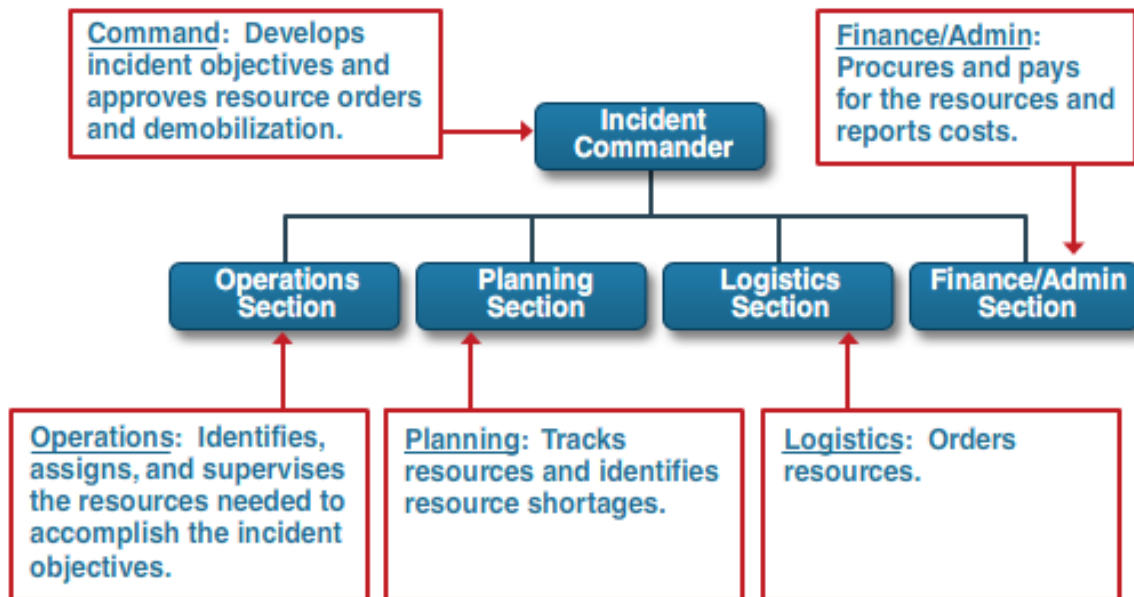 Command: Develops
incident objectives and
approves resource orders
and demobilization.
Finance/Admin:
Procures and pays
for the resources and
reports costs.
Incident
Commander
Operations
Section
Planning
Section
Logistics
Section
Finance/Admin
Section
Operations: Identifies,
assigns, and supervises
the resources needed to
accomplish the incident
objectives.
Planning: Tracks
resources and identifies
resource shortages.
Logistics: Orders
resources.